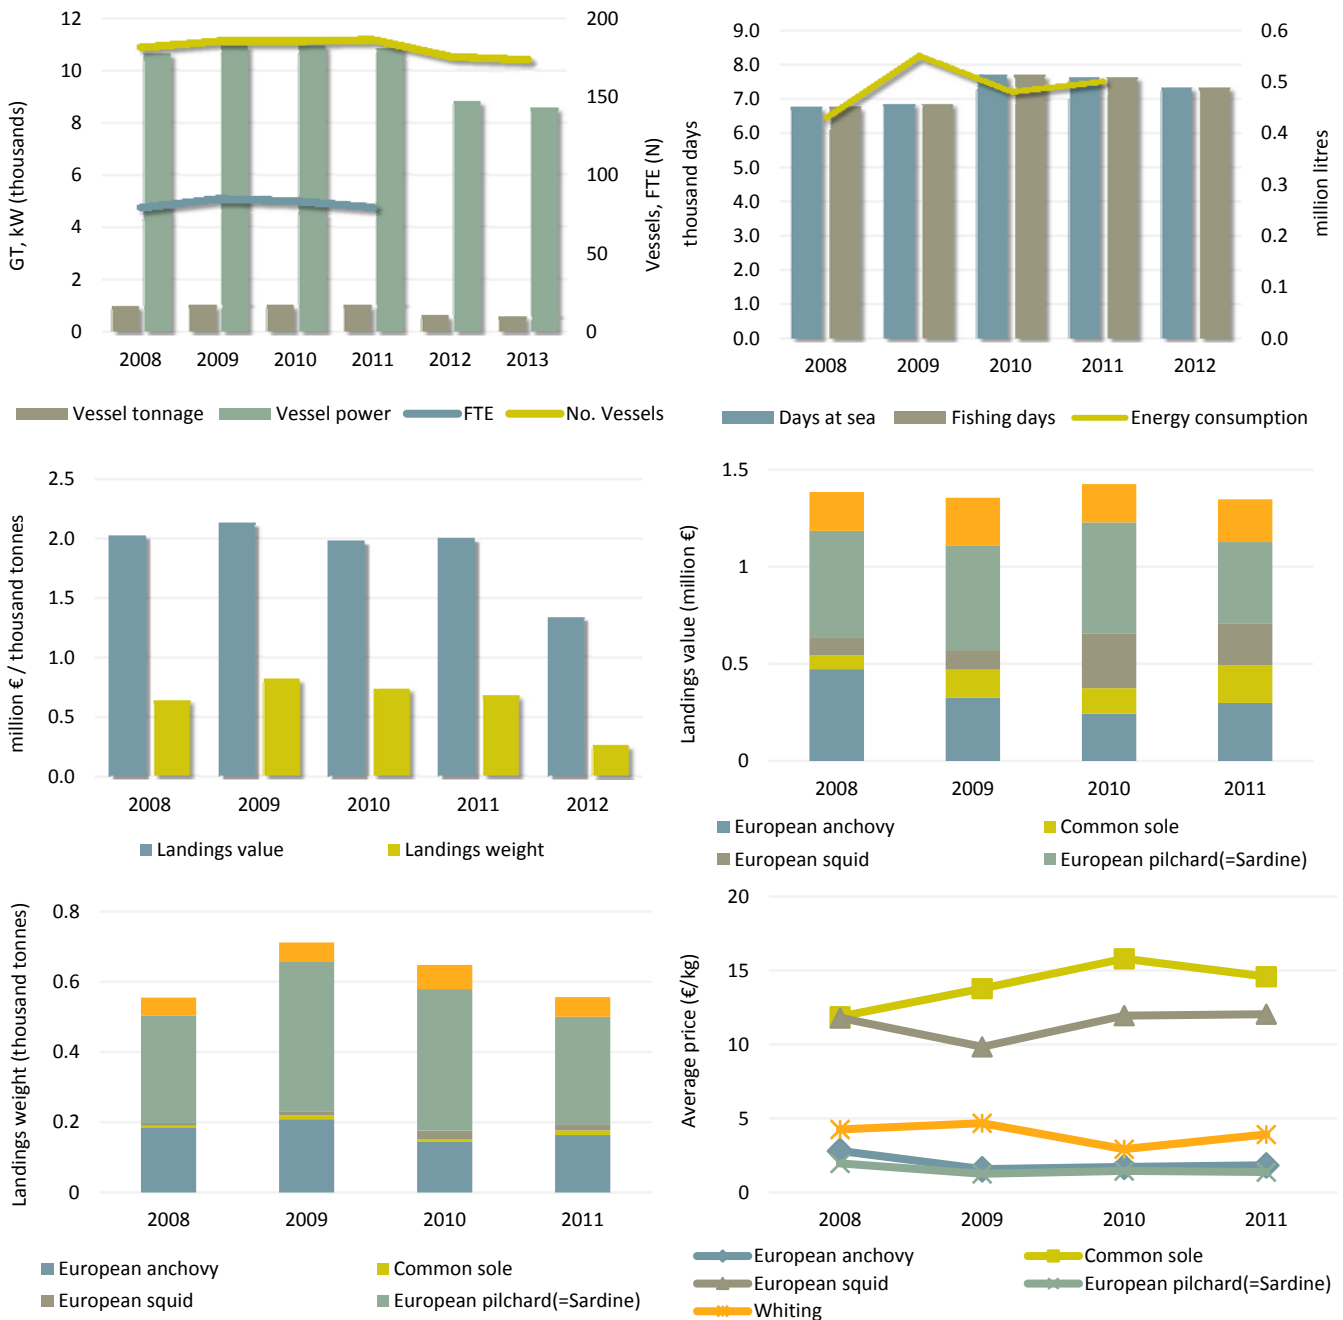 12
10
8
6
4
2
0
GT, kW (thousands)
200
150
100
50
0
Vessels, FTE (N)
2008 2009 2010 2011 2012 2013
Vessel tonnage Vessel power FTE No. Vessels
9.0
8.0
7.0
6.0
5.0
4.0
3.0
2.0
1.0
0.0
thousand days
0.6
0.5
0.4
0.3
0.2
0.1
0.0
million litres
2008 2009 2010 2011 2012
Days at sea Fishing days Energy consumption
2.5
2.0
1.5
1.0
0.5
0.0
million € / thousand tonnes
2008 2009 2010 2011 2012
Landings value Landings weight
1.5
1
0.5
0
Landings value (million €)
2008 2009 2010 2011
European anchovy Common sole
European squid European pilchard(=Sardine)
0.8
0.6
0.4
0.2
0
Landings weight (thousand tonnes)
2008 2009 2010 2011
European anchovy Common sole
European squid European pilchard(=Sardine)
20
15
10
5
0
Average price (€/kg)
2008 2009 2010 2011
European anchovy Common sole
European squid European pilchard(=Sardine)
Whiting